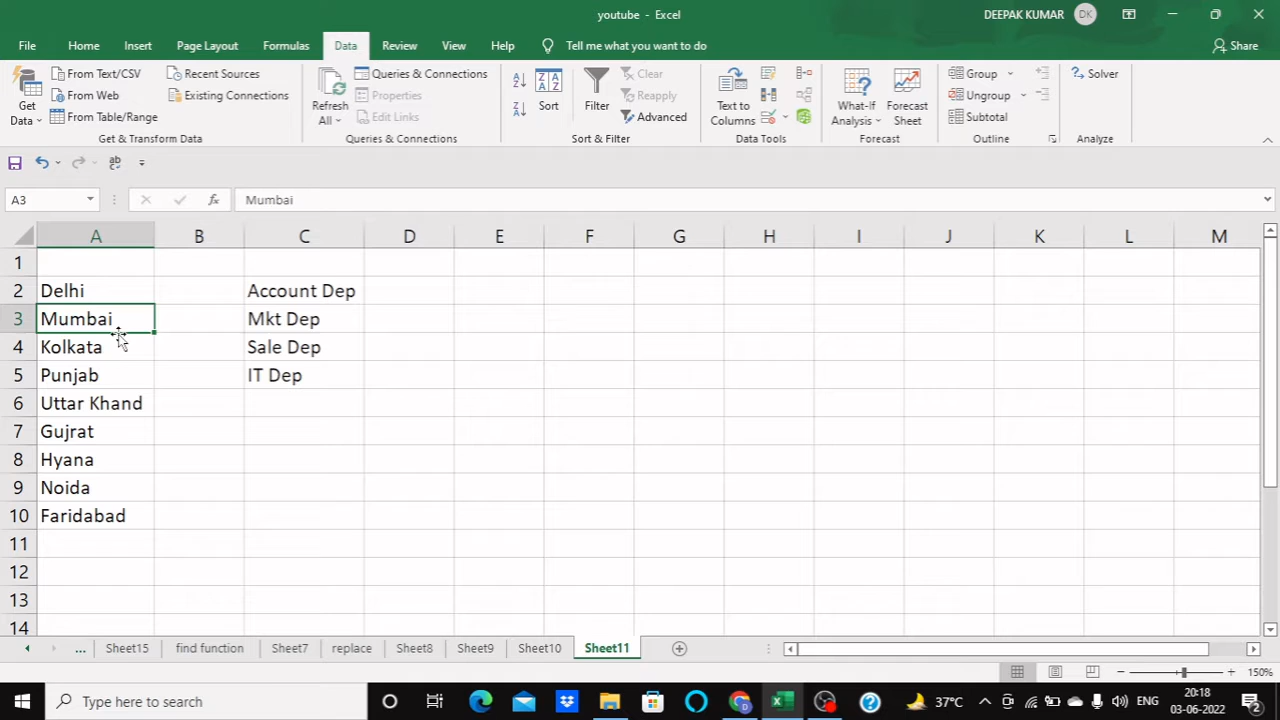 youtube - Excel
DEEPAK KUMAR DK
File Home Insert Page Layout Formulas Data Review View Help Tell me what you want to do Share
Get Data
From Text/CSV
From Web
From Table/Range
Recent Sources
Existing Connections
Get & Transform Data
Refresh All
Queries & Connections
Properties
Edit Links
Queries & Connections
Sort
Filter
Clear
Reapply
Advanced
Sort & Filter
Text to Columns
Data Tools
What-If Analysis
Forecast Sheet
Forecast
Group
Ungroup
Subtotal
Outline
Solver
Analyze
A3 fx Mumbai
A B C D E F G H I J K L M
1
2 Delhi Account Dep
3 Mumbai Mkt Dep
4 Kolkata Sale Dep
5 Punjab IT Dep
6 Uttar Khand
7 Gujrat
8 Hyana
9 Noida
10 Faridabad
11
12
13
14
... Sheet15 find function Sheet7 replace Sheet8 Sheet9 Sheet10 Sheet11
150%
Type here to search
37°C ENG 20:18
03-06-2022 2